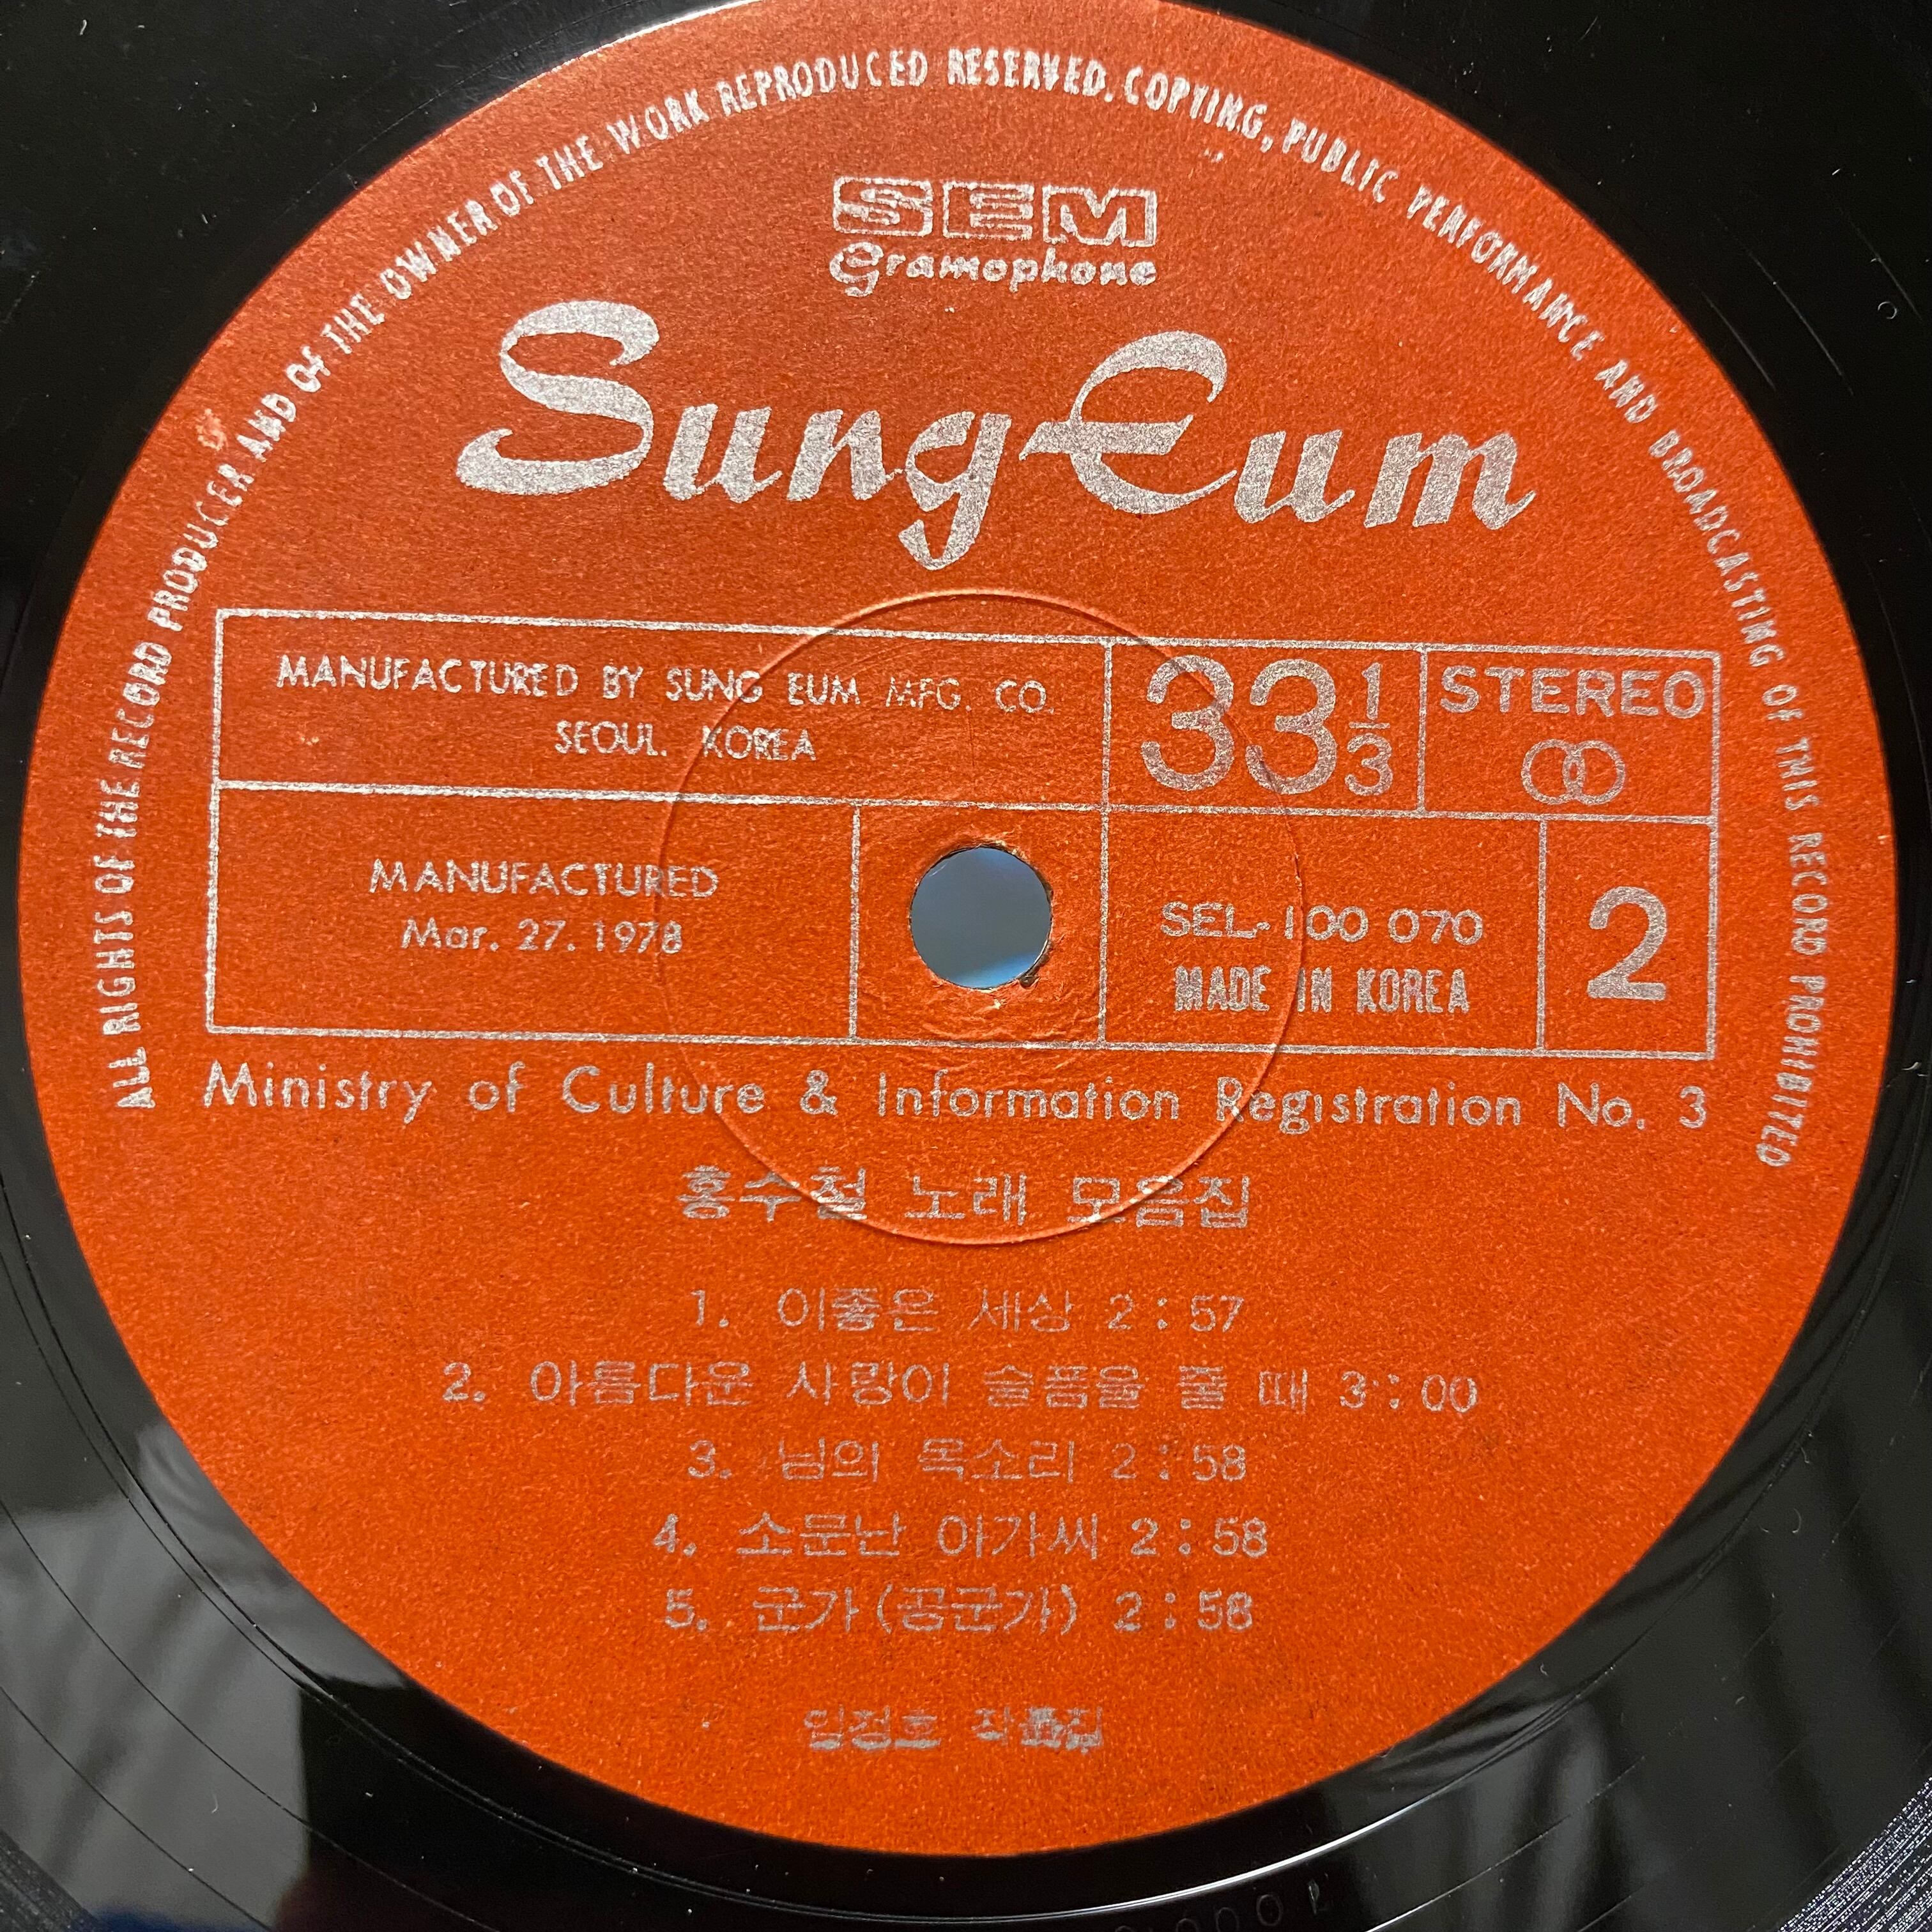 ALL RIGHTS OF THE RECORD PRODUCER AND Of THE OWNER OF THE WORK REPRODUCED RESERVED. COPYING, PUBLIC PERFORMANCE AND BROADCASTING OF THIS RECORD PROHIBITED
SEM
Gramophone
Sung Eum
MANUFACTURED BY SUNG EUM MFG. CO.
SEOUL. KOREA
33 1/3
STEREO
MANUFACTURED
Mar. 27. 1978
SEL-100 070
MADE IN KOREA
2
Ministry of Culture & Information Registration No. 3
홍수철 노래 모음집
1. 이좋은 세상 2:57
2. 아름다운 사랑이 슬픔을 줄 때 3:00
3. 님의 목소리 2:58
4. 소문난 아가씨 2:58
5. 군가(공군가) 2:58
작품집